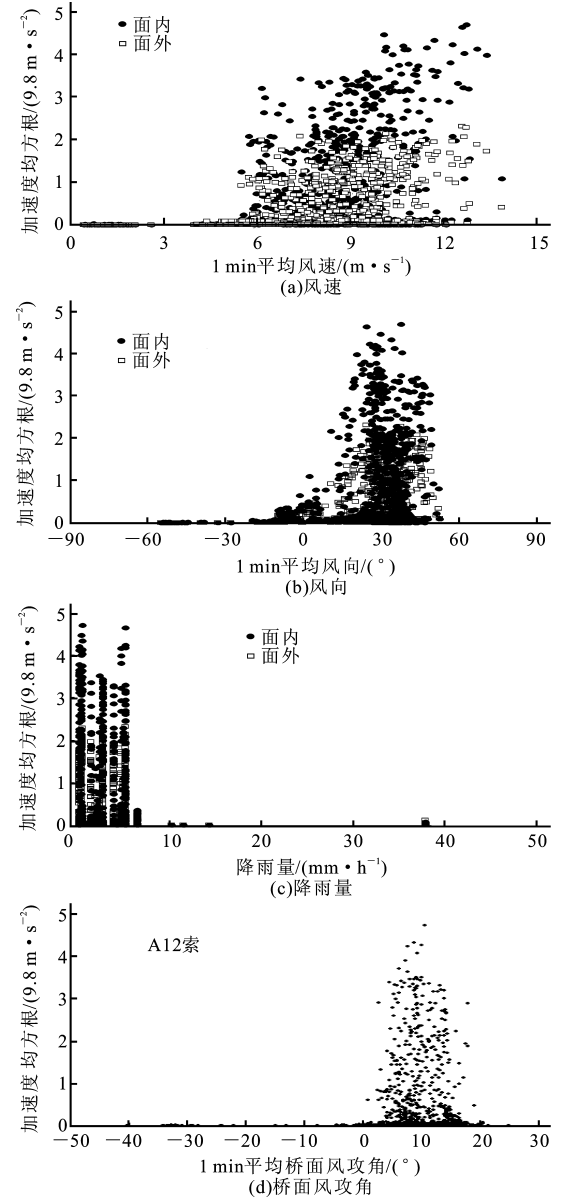 加速度均方根/(9.8m·s⁻²)
5
4
3
2
1
0
面内
面外
0 3 6 9 12 15
1 min平均风速/(m·s⁻¹)
(a)风速
加速度均方根/(9.8m·s⁻²)
5
4
3
2
1
0
面内
面外
−90 −60 −30 0 30 60 90
1 min平均风向/(°)
(b)风向
加速度均方根/(9.8m·s⁻²)
5
4
3
2
1
0
面内
面外
0 10 20 30 40 50
降雨量/(mm·h⁻¹)
(c)降雨量
加速度均方根/(9.8m·s⁻²)
5
4
3
2
1
0
A12索
−50 −40 −30 −20 −10 0 10 20 30
1 min平均桥面风攻角/(°)
(d)桥面风攻角